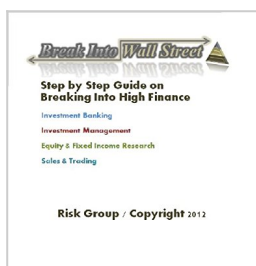 Break Into Wall Street
Step by Step Guide on
Breaking Into High Finance
Investment Banking
Investment Management
Equity & Fixed Income Research
Sales & Trading
Risk Group / Copyright 2012